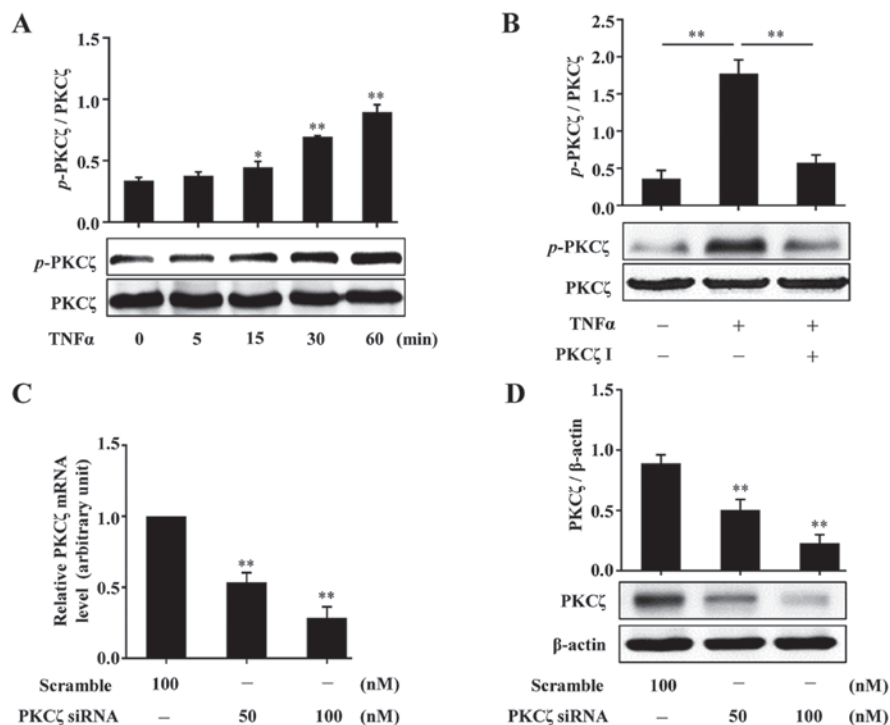 A
p-PKCζ / PKCζ
1.5
1.0
0.5
0.0
*
**
**
p-PKCζ
PKCζ
TNFα 0 5 15 30 60 (min)
B
p-PKCζ / PKCζ
2.5
2.0
1.5
1.0
0.5
0.0
** **
p-PKCζ
PKCζ
TNFα − + +
PKCζ I − − +
C
Relative PKCζ mRNA
level (arbitrary unit)
1.5
1.0
0.5
0.0
**
**
Scramble 100 − − (nM)
PKCζ siRNA − 50 100 (nM)
D
PKCζ / β-actin
1.5
1.0
0.5
0.0
**
**
PKCζ
β-actin
Scramble 100 − − (nM)
PKCζ siRNA − 50 100 (nM)